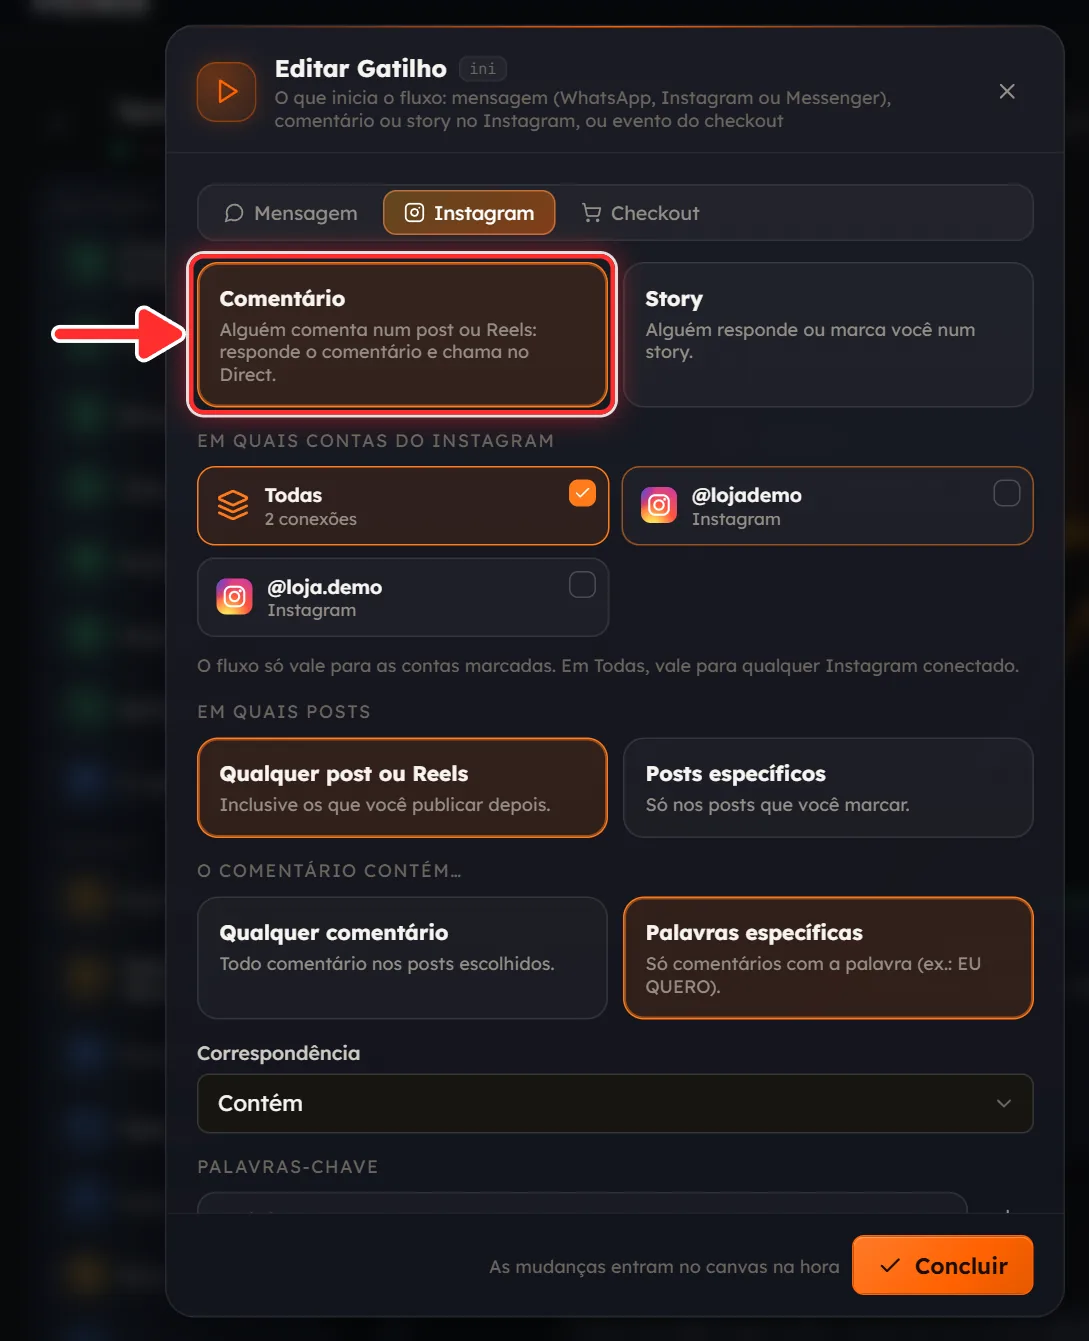 Editar Gatilho ini
O que inicia o fluxo: mensagem (WhatsApp, Instagram ou Messenger),
comentário ou story no Instagram, ou evento do checkout
Mensagem Instagram Checkout
Comentário
Alguém comenta num post ou Reels:
responde o comentário e chama no
Direct.
Story
Alguém responde ou marca você num
story.
EM QUAIS CONTAS DO INSTAGRAM
Todas
2 conexões
@lojademo
Instagram
@loja.demo
Instagram
O fluxo só vale para as contas marcadas. Em Todas, vale para qualquer Instagram conectado.
EM QUAIS POSTS
Qualquer post ou Reels
Inclusive os que você publicar depois.
Posts específicos
Só nos posts que você marcar.
O COMENTÁRIO CONTÉM…
Qualquer comentário
Todo comentário nos posts escolhidos.
Palavras específicas
Só comentários com a palavra (ex.: EU
QUERO).
Correspondência
Contém
PALAVRAS-CHAVE
As mudanças entram no canvas na hora
Concluir